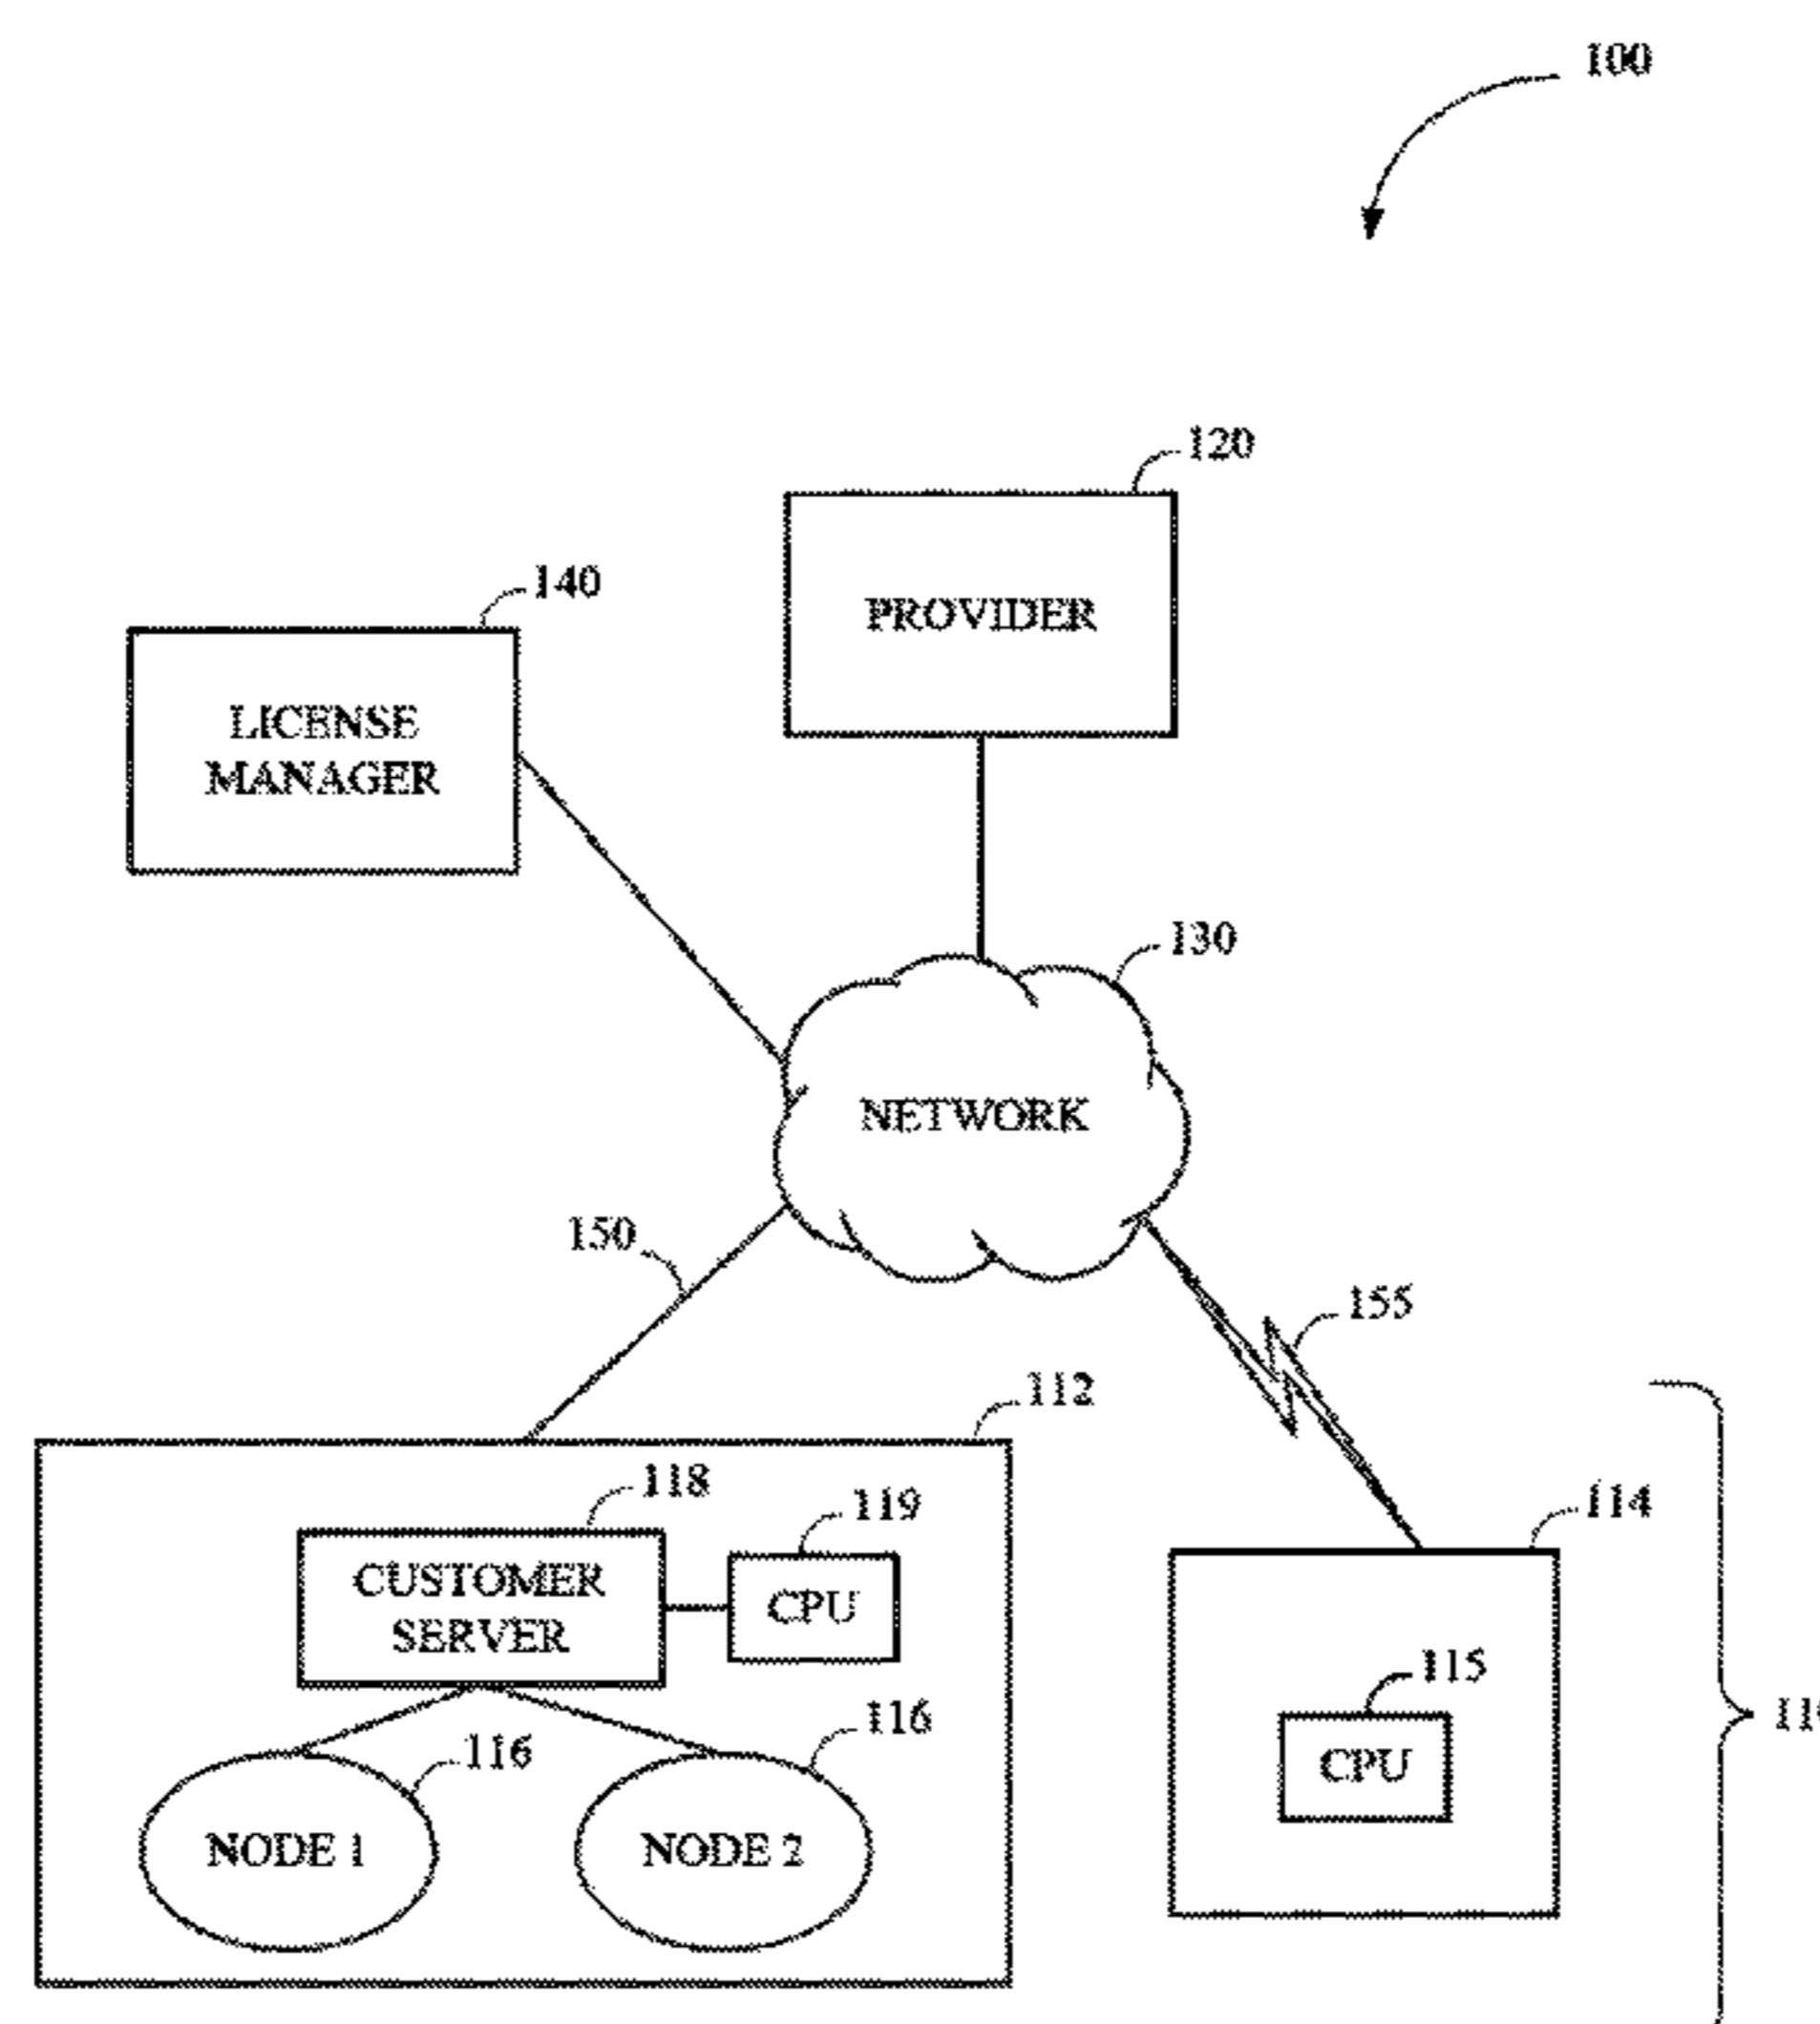 100
120
PROVIDER
140
LICENSE
MANAGER
130
NETWORK
150
155
112
118
119
114
CUSTOMER
SERVER
CPU
115
116
116
CPU
NODE 1
NODE 2